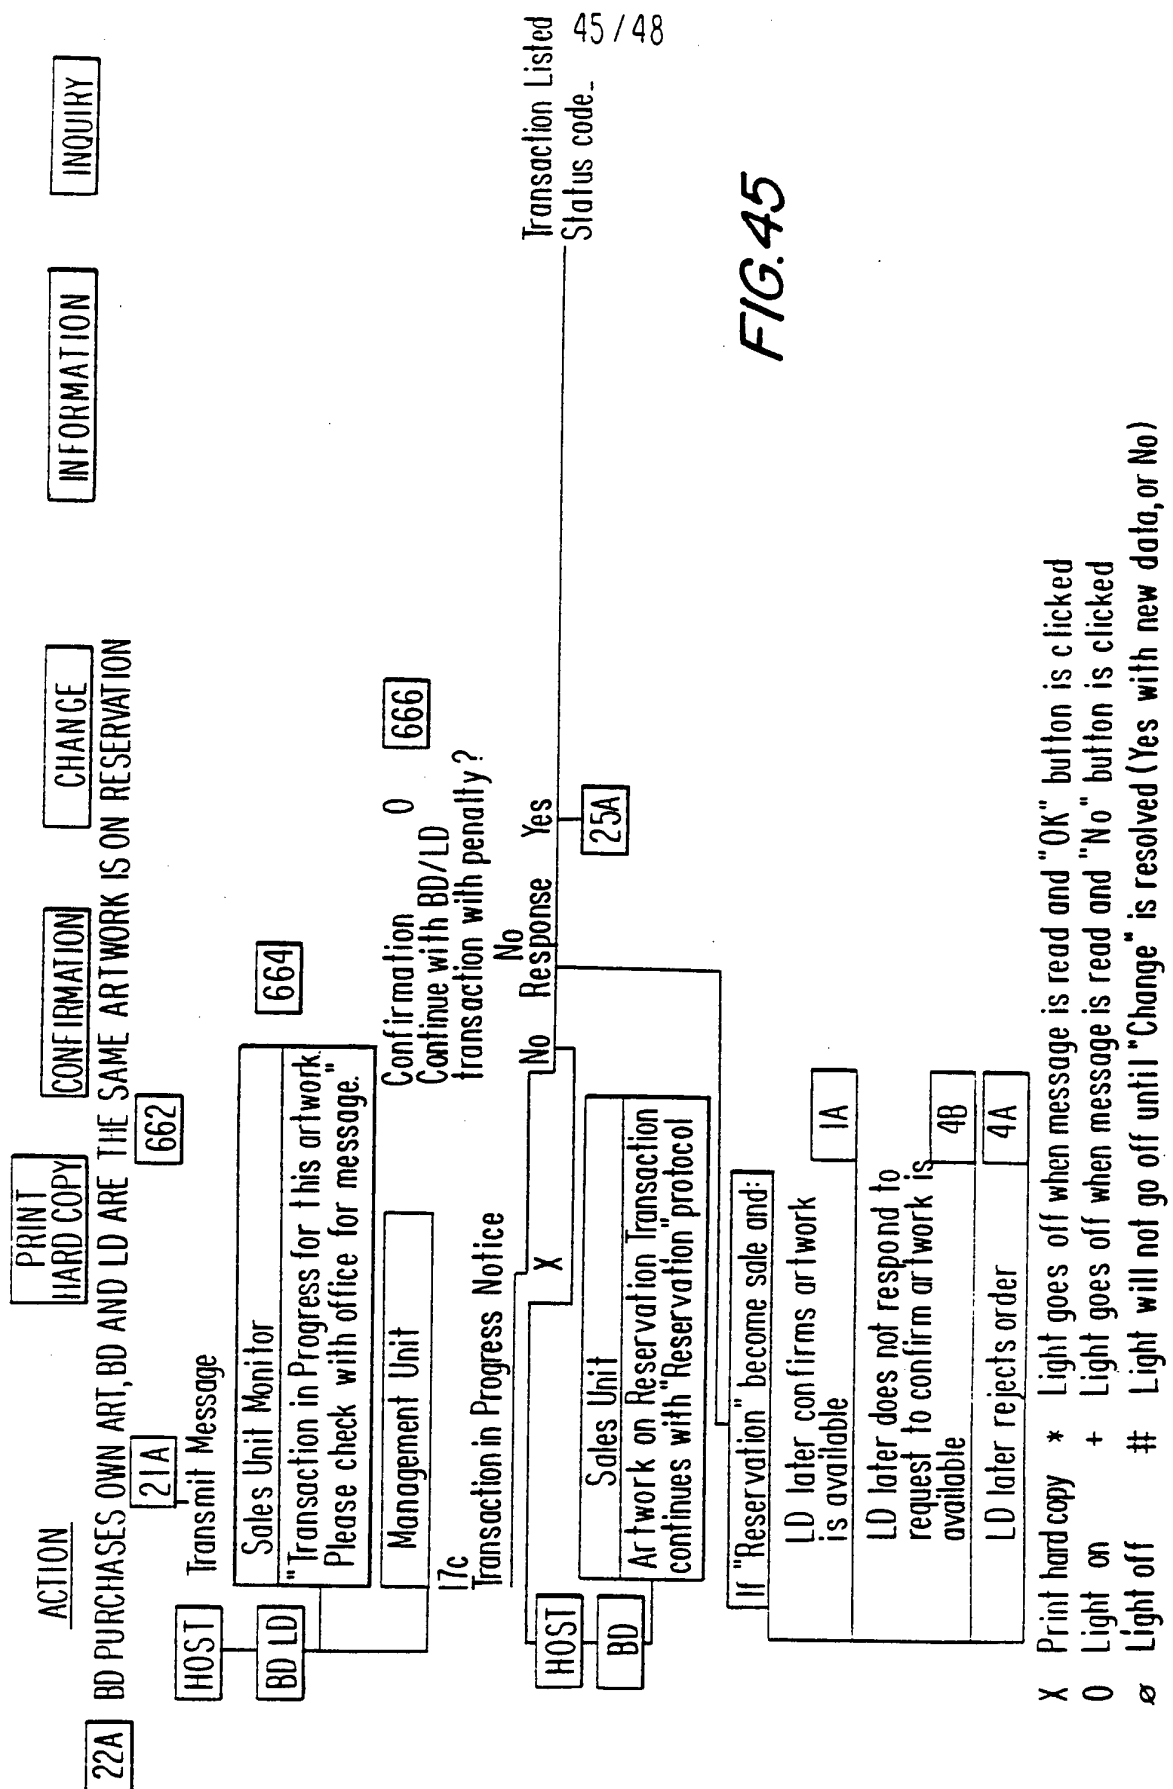 45/48
ACTION
PRINT
HARD COPY
CONFIRMATION
CHANGE
INFORMATION
INQUIRY
22A
BD PURCHASES OWN ART, BD AND LD ARE THE SAME ARTWORK IS ON RESERVATION
21A
662
Transmit Message
HOST
BD LD
Sales Unit Monitor
"Transaction in Progress for this artwork.
Please check with office for message."
664
Management Unit
Confirmation O
Continue with BD/LD
transaction with penalty?
666
17c
Transaction in Progress Notice
X
No
No
Response
Yes
Transaction Listed
Status code_
25A
HOST
BD
Sales Unit
Artwork on Reservation Transaction
continues with "Reservation" protocol
If "Reservation" become sale and:
LD later confirms artwork
is available
1A
LD later does not respond to
request to confirm artwork is
available
4B
LD later rejects order
4A
FIG.45
X Print hard copy * Light goes off when message is read and "OK" button is clicked
O Light on + Light goes off when message is read and "No" button is clicked
ø Light off # Light will not go off until "Change" is resolved (Yes with new data, or No)